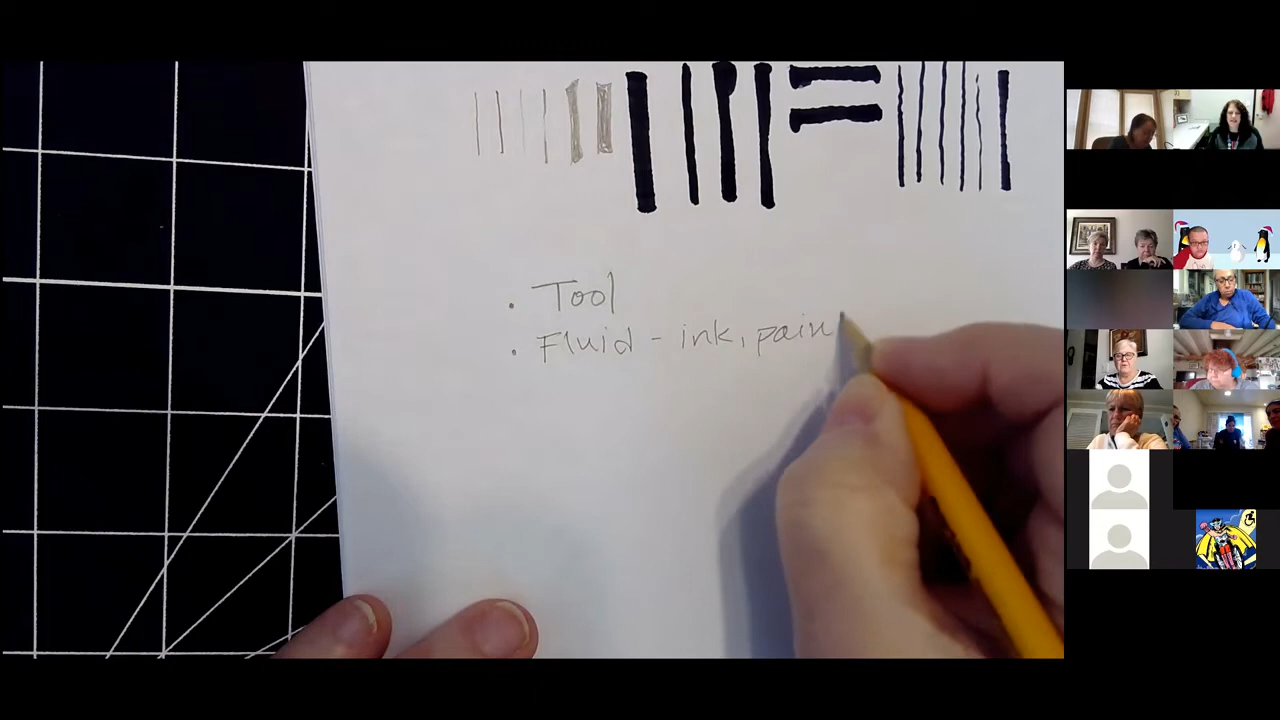 • Tool
• Fluid - ink, pain